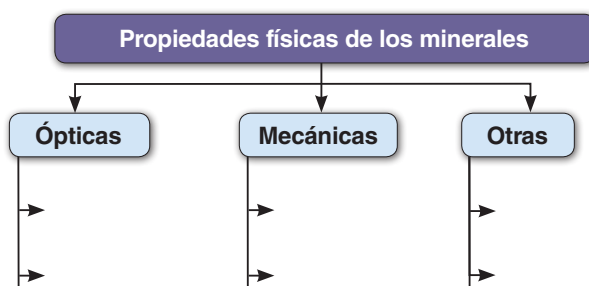 Propiedades físicas de los minerales
Ópticas
Mecánicas
Otras